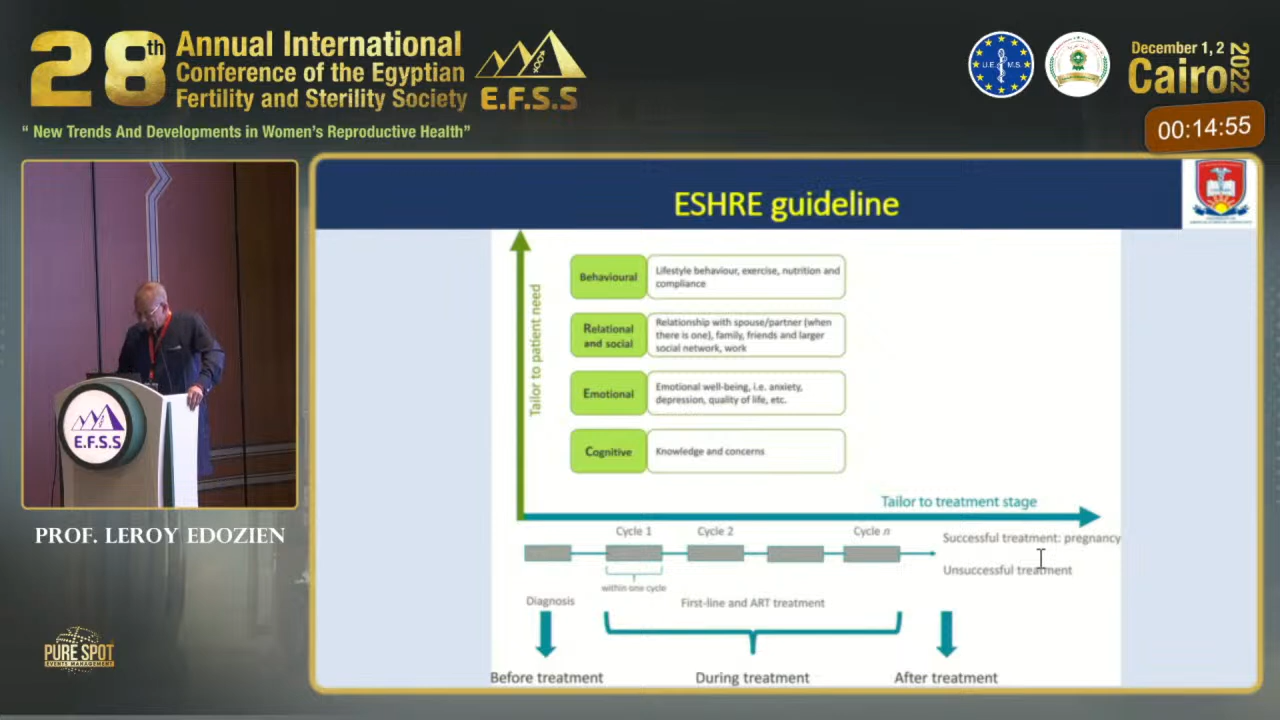 28th
Annual International
Conference of the Egyptian
Fertility and Sterility Society
E.F.S.S
" New Trends And Developments in Women's Reproductive Health"
U.E.M.S.
December 1, 2
Cairo
2022
00:14:55
ESHRE guideline
Tailor to patient need
Behavioural
Lifestyle behaviour, exercise, nutrition and
compliance
Relational
and social
Relationship with spouse/partner (when
there is one), family, friends and larger
social network, work
Emotional
Emotional well-being, i.e. anxiety,
depression, quality of life, etc.
Cognitive
Knowledge and concerns
Tailor to treatment stage
Cycle 1
Cycle 2
Cycle n
Successful treatment: pregnancy
Unsuccessful treatment
within one cycle
Diagnosis
First-line and ART treatment
Before treatment
During treatment
After treatment
E.F.S.S
PROF. LEROY EDOZIEN
PURE SPOT
EVENTS MANAGEMENT